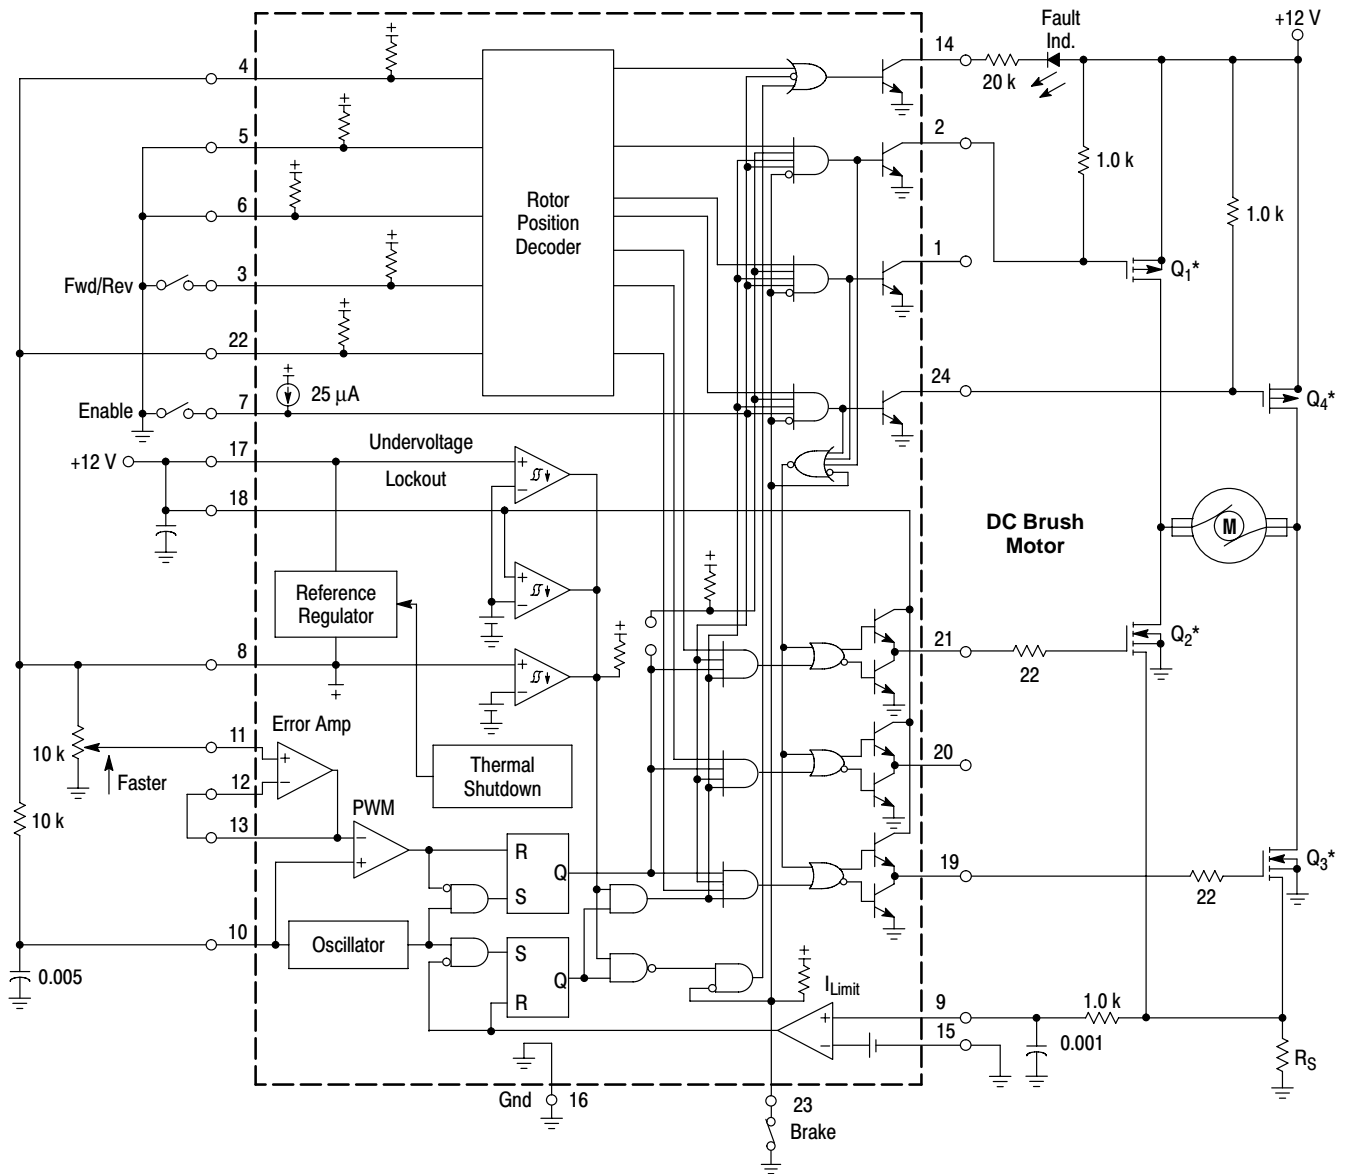 Fault
Ind.
+12 V
14
4
20 k
2
5
1.0 k
Rotor
Position
Decoder
1.0 k
6
1
Q1*
Fwd/Rev
3
22
24
25 µA
Enable
7
Q4*
Undervoltage
Lockout
17
+12 V
+
−
18
DC Brush
Motor
M
Reference
Regulator
+
−
21
Q2*
8
+
−
22
+
Error Amp
11
10 k
+
Faster
−
12
Thermal
Shutdown
20
PWM
10 k
13
−
+
R
Q
S
19
Q3*
22
10
Oscillator
S
Q
R
0.005
ILimit
+
−
9
1.0 k
15
0.001
RS
Gnd
16
23
Brake